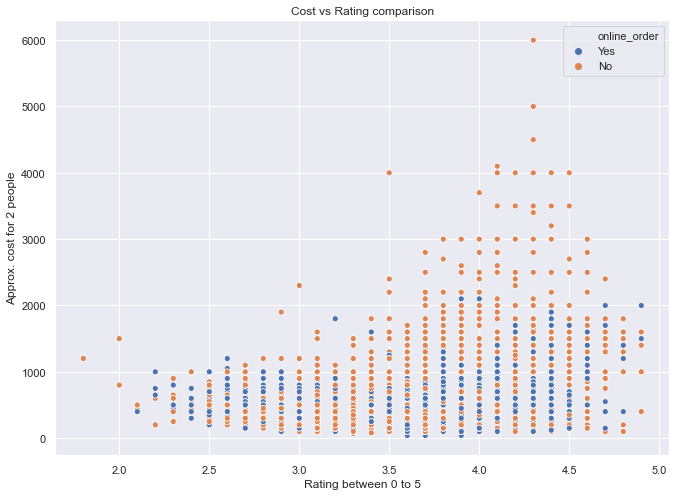 Cost vs Rating comparison
online_order
Yes
No
6000
5000
4000
3000
2000
1000
0
Approx. cost for 2 people
2.0 2.5 3.0 3.5 4.0 4.5 5.0
Rating between 0 to 5